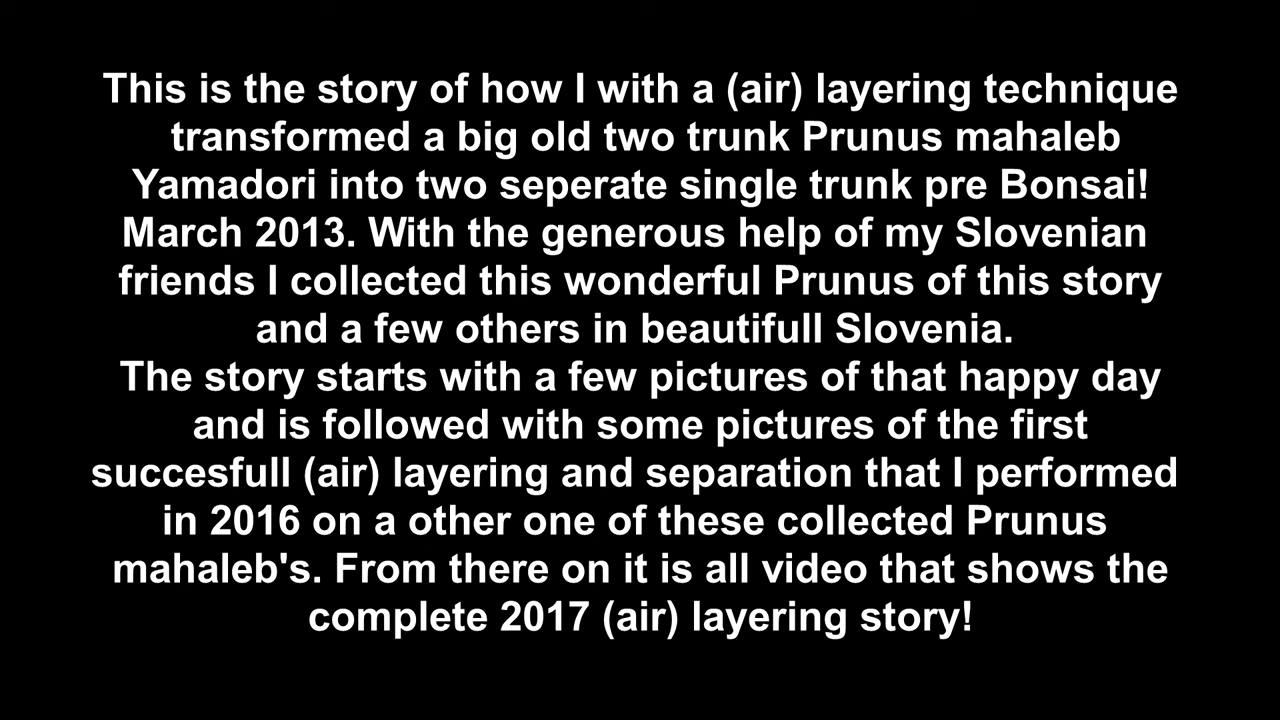 This is the story of how I with a (air) layering technique
transformed a big old two trunk Prunus mahaleb
Yamadori into two seperate single trunk pre Bonsai!
March 2013. With the generous help of my Slovenian
friends I collected this wonderful Prunus of this story
and a few others in beautifull Slovenia.
The story starts with a few pictures of that happy day
and is followed with some pictures of the first
succesfull (air) layering and separation that I performed
in 2016 on a other one of these collected Prunus
mahaleb's. From there on it is all video that shows the
complete 2017 (air) layering story!